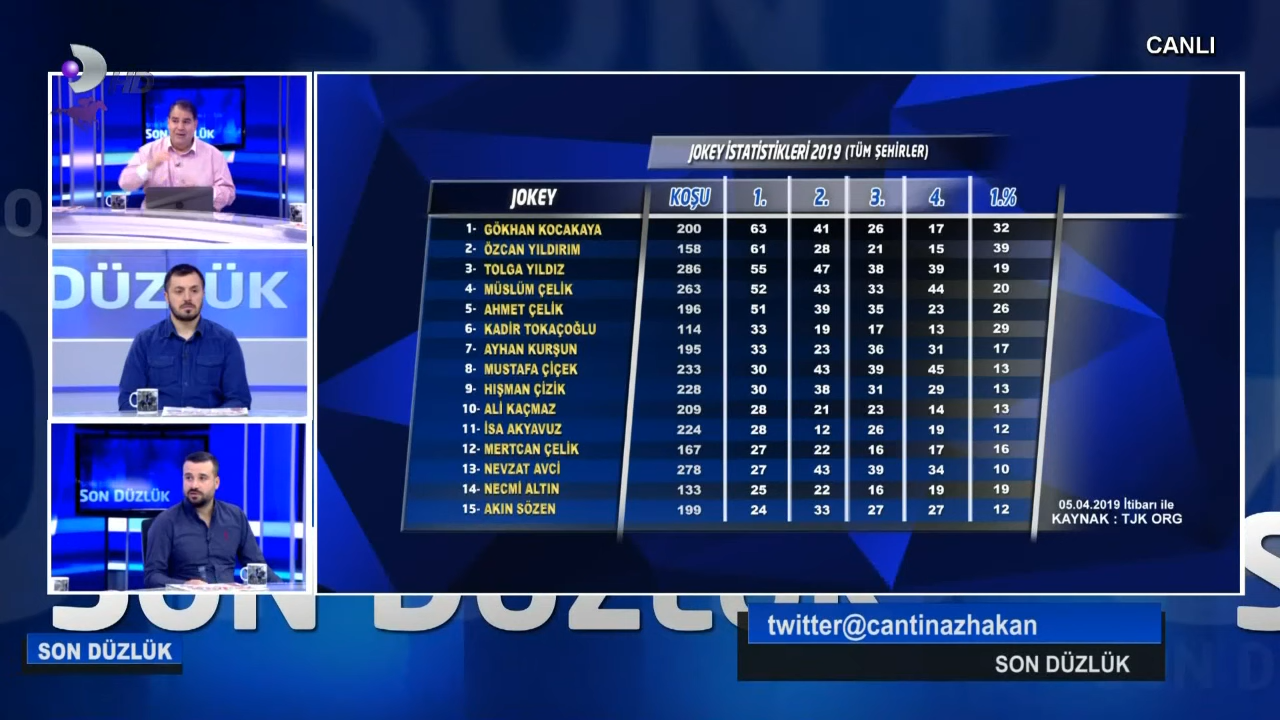 CANLI
HD
SON DÜZLÜK
DÜZLÜK
SON DÜZLÜK
JOKEY İSTATİSTİKLERİ 2019 (TÜM ŞEHİRLER)
JOKEY KOŞU 1. 2. 3. 4. 1.%
1- GÖKHAN KOCAKAYA 200 63 41 26 17 32
2- ÖZCAN YILDIRIM 158 61 28 21 15 39
3- TOLGA YILDIZ 286 55 47 38 39 19
4- MÜSLÜM ÇELİK 263 52 43 33 44 20
5- AHMET ÇELİK 196 51 39 35 23 26
6- KADİR TOKAÇOĞLU 114 33 19 17 13 29
7- AYHAN KURŞUN 195 33 23 36 31 17
8- MUSTAFA ÇİÇEK 233 30 43 39 45 13
9- HIŞMAN ÇİZİK 228 30 38 31 29 13
10- ALİ KAÇMAZ 209 28 21 23 14 13
11- İSA AKYAVUZ 224 28 12 26 19 12
12- MERTCAN ÇELİK 167 27 22 16 17 16
13- NEVZAT AVCİ 278 27 43 39 34 10
14- NECMİ ALTIN 133 25 22 16 19 19
15- AKIN SÖZEN 199 24 33 27 27 12
05.04.2019 İtibarı ile
KAYNAK : TJK ORG
SON DÜZLÜK
twitter@cantinazhakan
SON DÜZLÜK
SON DÜZLÜK